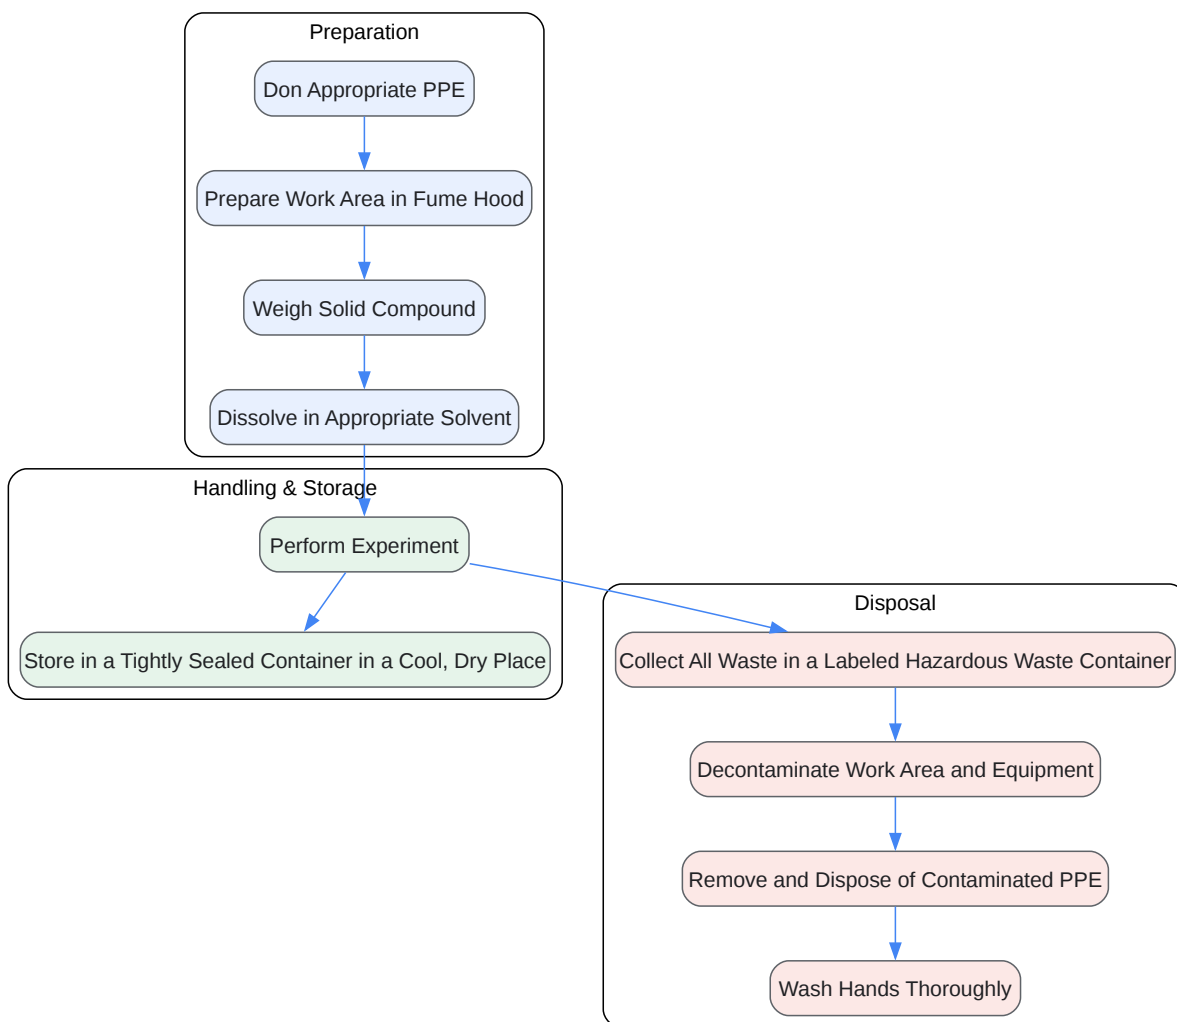 Preparation
Don Appropriate PPE
Prepare Work Area in Fume Hood
Weigh Solid Compound
Dissolve in Appropriate Solvent
Handling & Storage
Perform Experiment
Store in a Tightly Sealed Container in a Cool, Dry Place
Disposal
Collect All Waste in a Labeled Hazardous Waste Container
Decontaminate Work Area and Equipment
Remove and Dispose of Contaminated PPE
Wash Hands Thoroughly